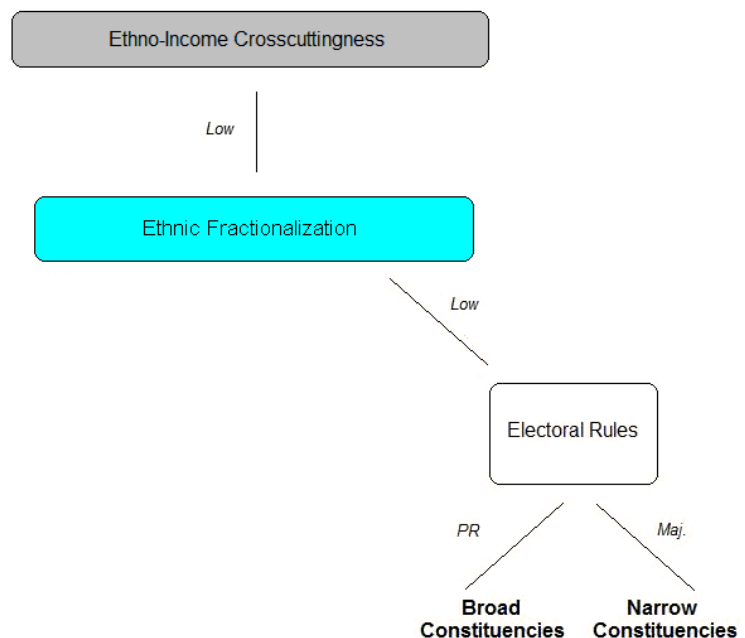 Ethno-Income Crosscuttingness
Low
Ethnic Fractionalization
Low
Electoral Rules
PR
Maj.
Broad
Constituencies
Narrow
Constituencies